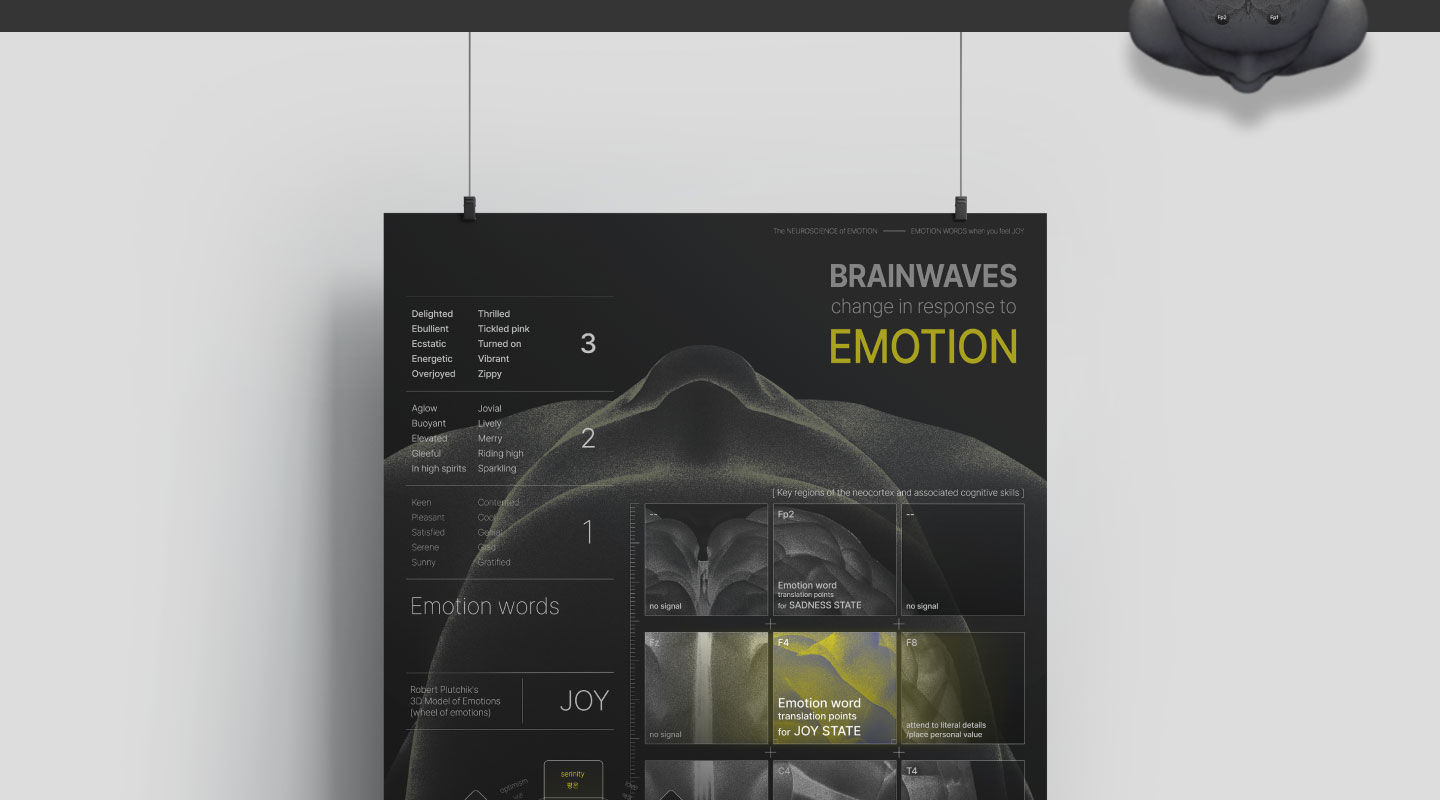 Fp2
Fp1
The NEUROSCIENCE of EMOTION
EMOTION WORDS when you feel JOY
BRAINWAVES
change in response to
EMOTION
Delighted
Thrilled
Ebullient
Tickled pink
Ecstatic
Turned on
Energetic
Vibrant
Overjoyed
Zippy
3
Aglow
Jovial
Buoyant
Lively
Elevated
Merry
Gleeful
Riding high
In high spirits
Sparkling
2
Keen
Contented
Pleasant
Cool
Satisfied
Genial
Serene
Glad
Sunny
Gratified
1
Emotion words
Robert Plutchik's
3D Model of Emotions
(wheel of emotions)
JOY
serinity
평온
optimism
love
[ Key regions of the neocortex and associated cognitive skills ]
--
no signal
Fp2
Emotion word
translation points
for SADNESS STATE
--
no signal
Fz
no signal
F4
Emotion word
translation points
for JOY STATE
F8
attend to literal details
/place personal value
C4
T4